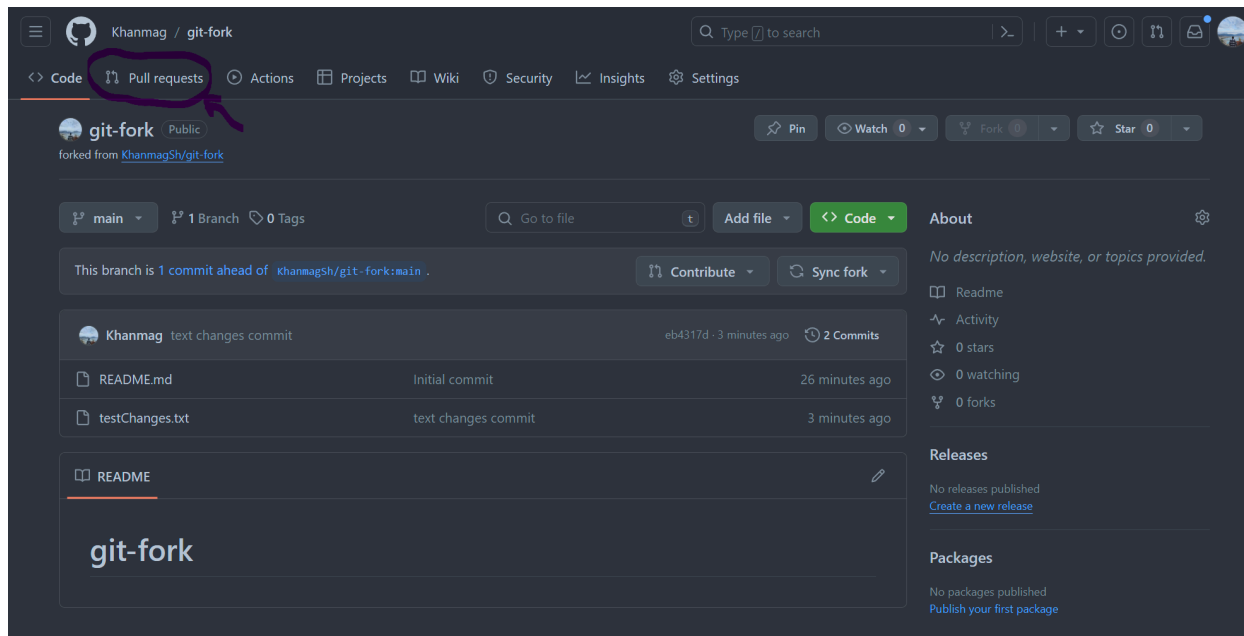 Khanmag / git-fork
Type / to search
Code Pull requests Actions Projects Wiki Security Insights Settings
git-fork Public
Pin Watch 0 Fork 0 Star 0
forked from KhanmagSh/git-fork
main 1 Branch 0 Tags
Go to file t Add file Code
About
This branch is 1 commit ahead of KhanmagSh/git-fork:main .
Contribute Sync fork
No description, website, or topics provided.
Readme
Activity
0 stars
0 watching
0 forks
Khanmag text changes commit eb4317d · 3 minutes ago 2 Commits
README.md Initial commit 26 minutes ago
testChanges.txt text changes commit 3 minutes ago
README
git-fork
Releases
No releases published
Create a new release
Packages
No packages published
Publish your first package